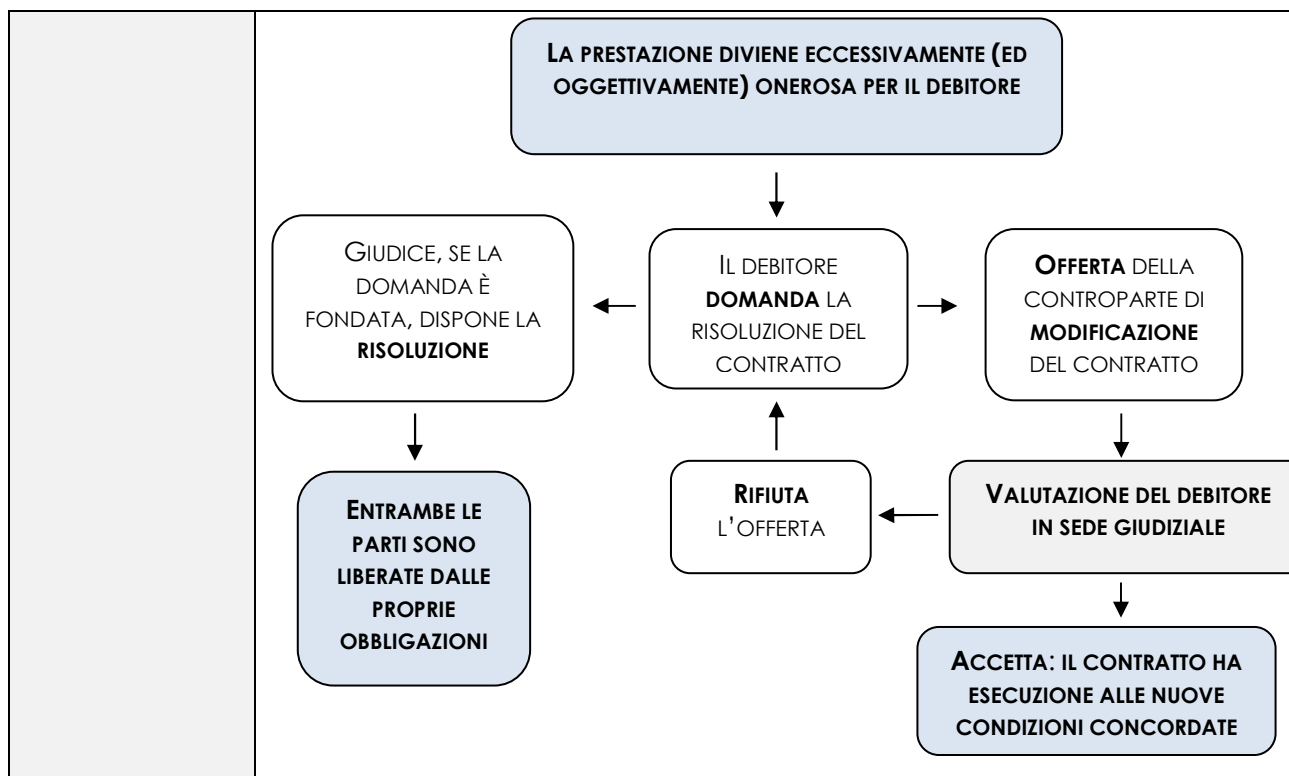 LA PRESTAZIONE DIVIENE ECCESSIVAMENTE (ED
OGGETTIVAMENTE) ONEROSA PER IL DEBITORE
GIUDICE, SE LA
DOMANDA È
FONDATA, DISPONE LA
RISOLUZIONE
IL DEBITORE
DOMANDA LA
RISOLUZIONE DEL
CONTRATTO
OFFERTA DELLA
CONTROPARTE DI
MODIFICAZIONE
DEL CONTRATTO
ENTRAMBE LE
PARTI SONO
LIBERATE DALLE
PROPRIE
OBBLIGAZIONI
RIFIUTA
L’OFFERTA
VALUTAZIONE DEL DEBITORE
IN SEDE GIUDIZIALE
ACCETTA: IL CONTRATTO HA
ESECUZIONE ALLE NUOVE
CONDIZIONI CONCORDATE